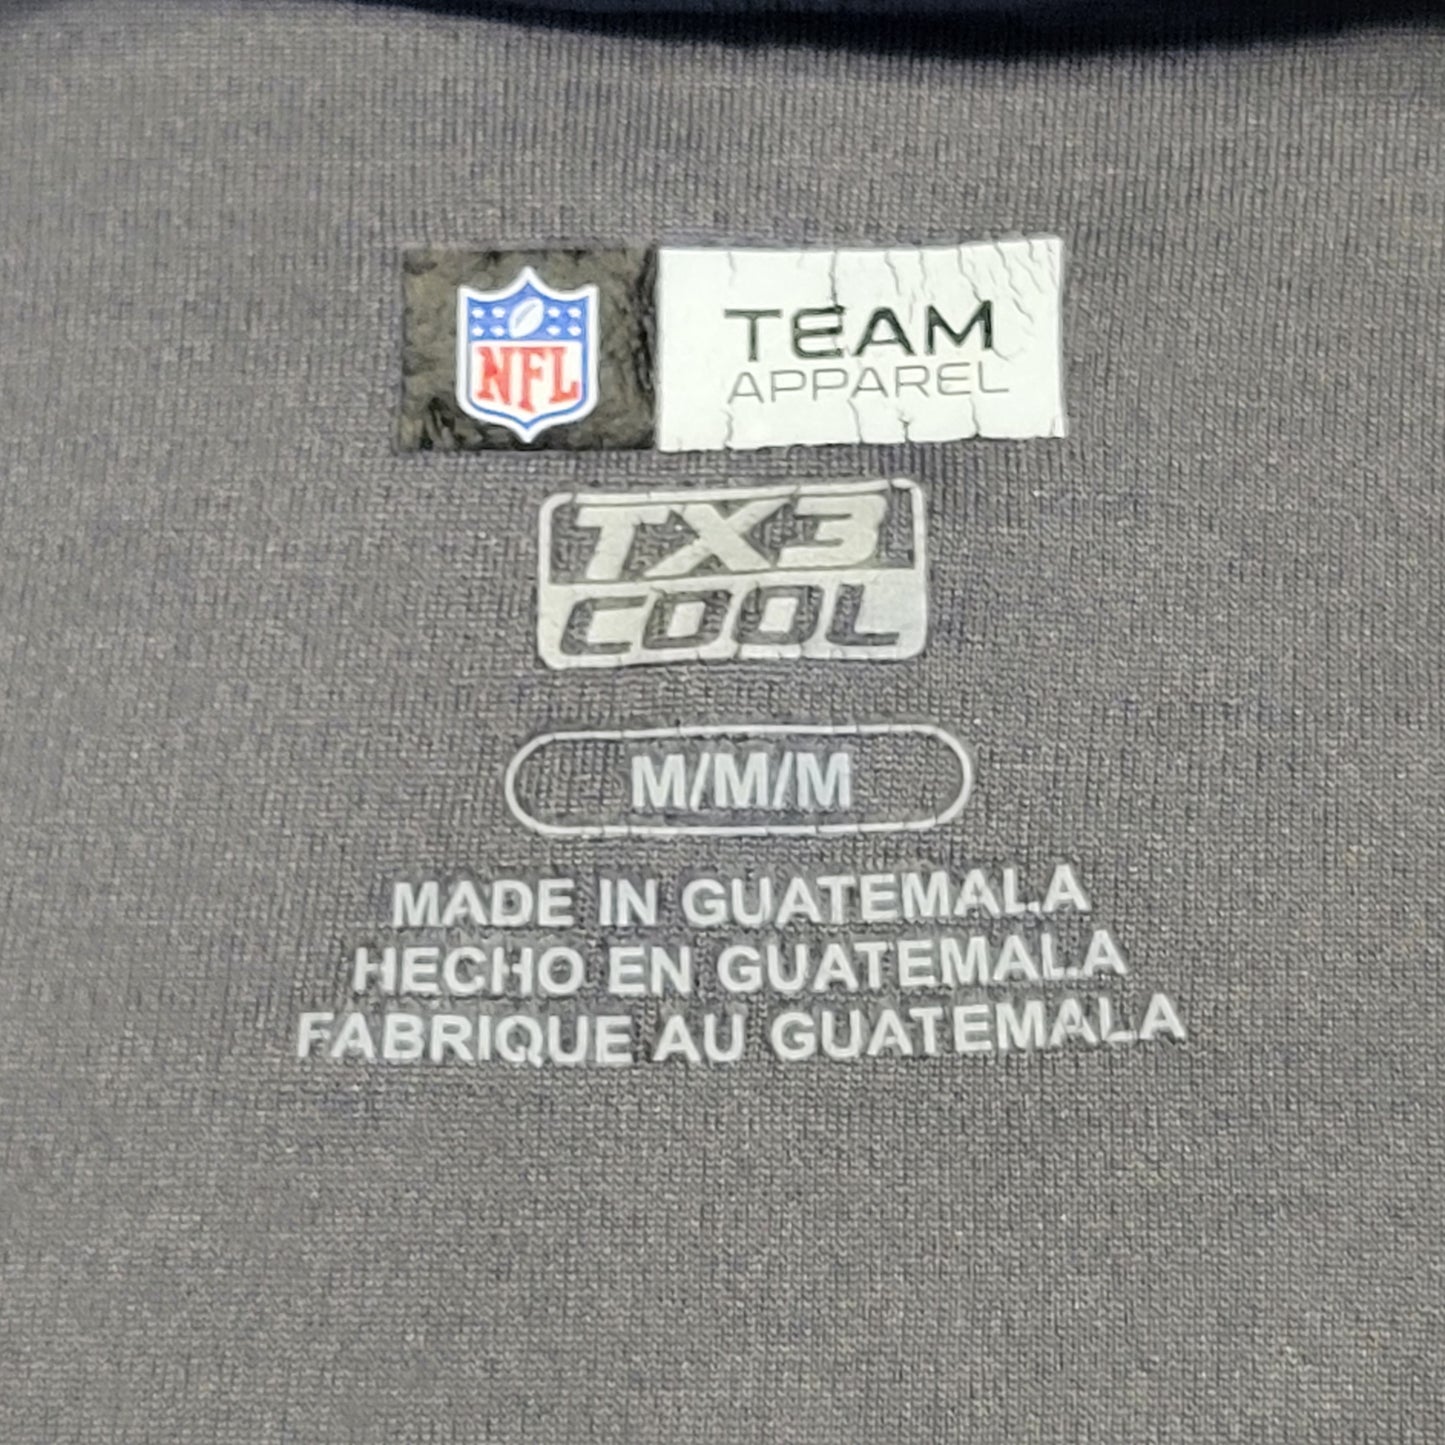 NFL
TEAM
APPAREL
TX3
COOL
M/M/M
MADE IN GUATEMALA
HECHO EN GUATEMALA
FABRIQUE AU GUATEMALA